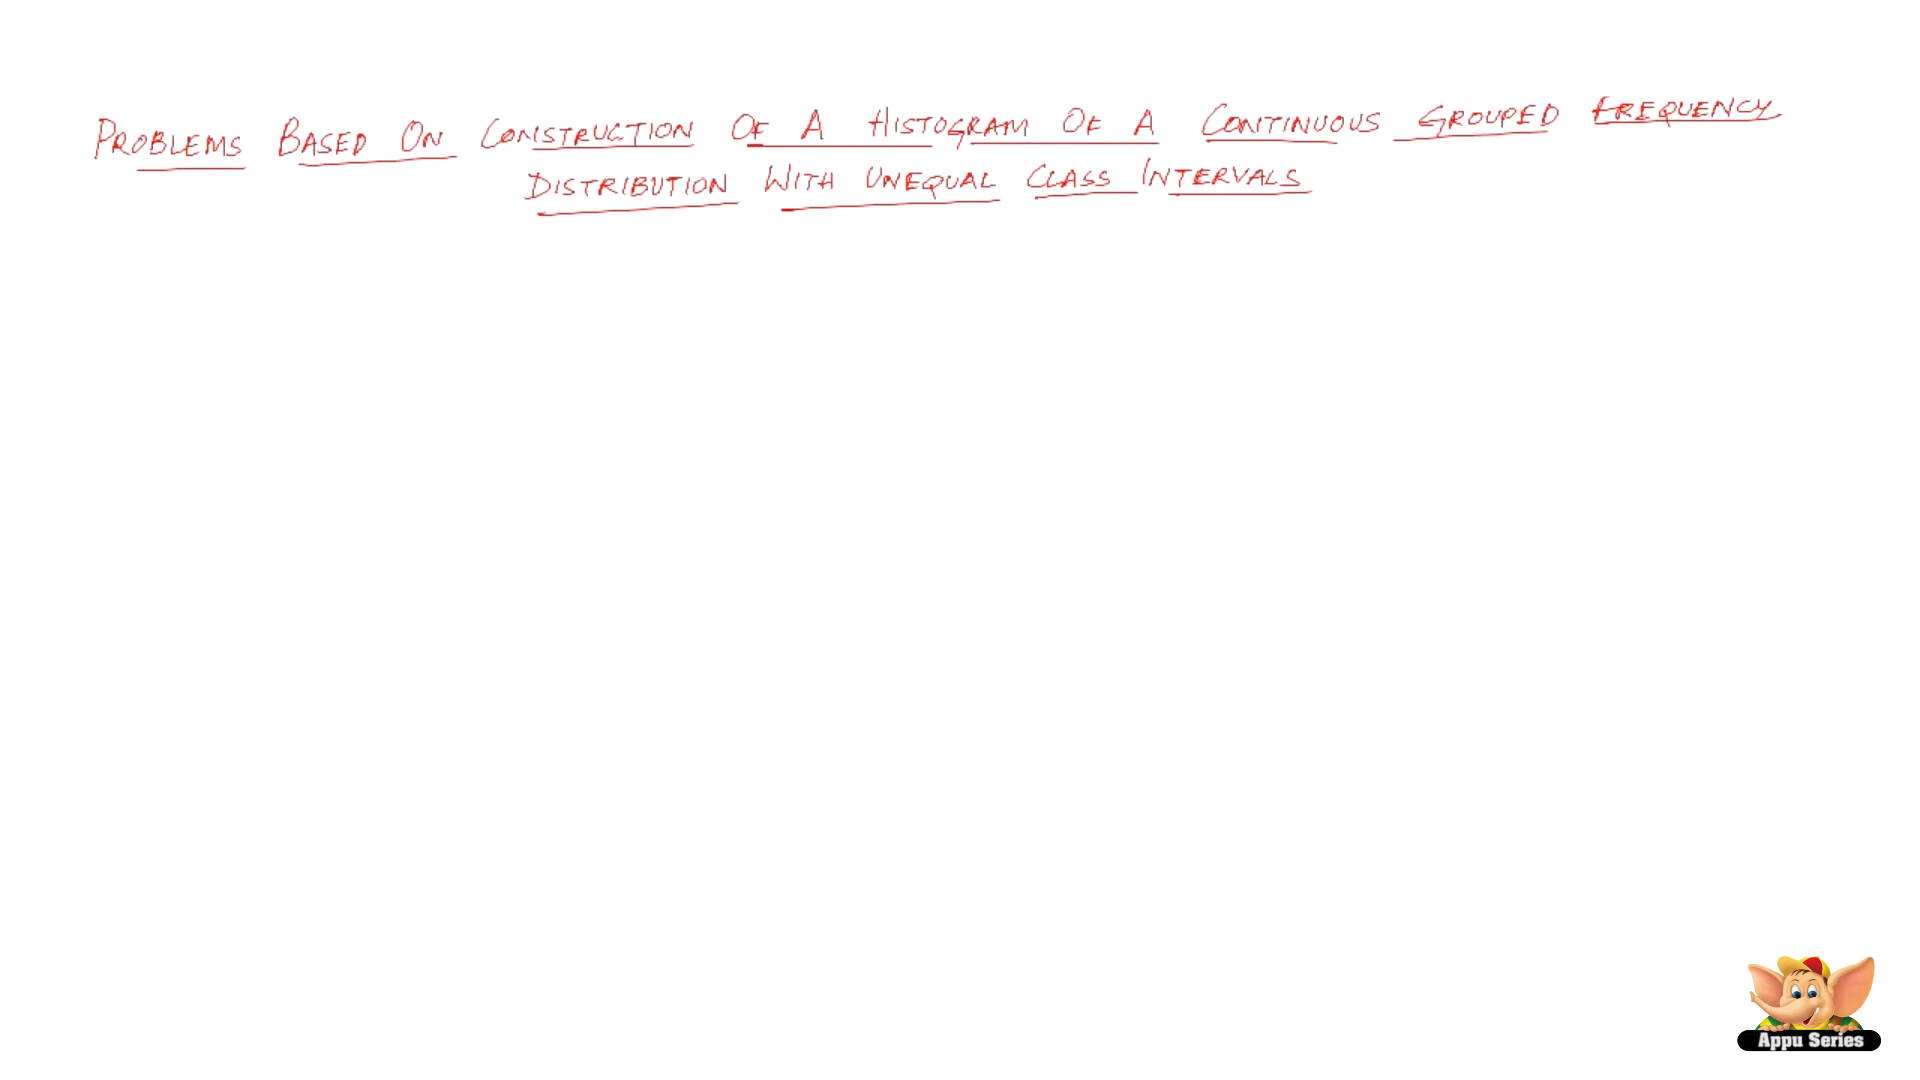 PROBLEMS BASED ON CONSTRUCTION OF A HISTOGRAM OF A CONTINUOUS GROUPED FREQUENCY
DISTRIBUTION WITH UNEQUAL CLASS INTERVALS
Appu Series